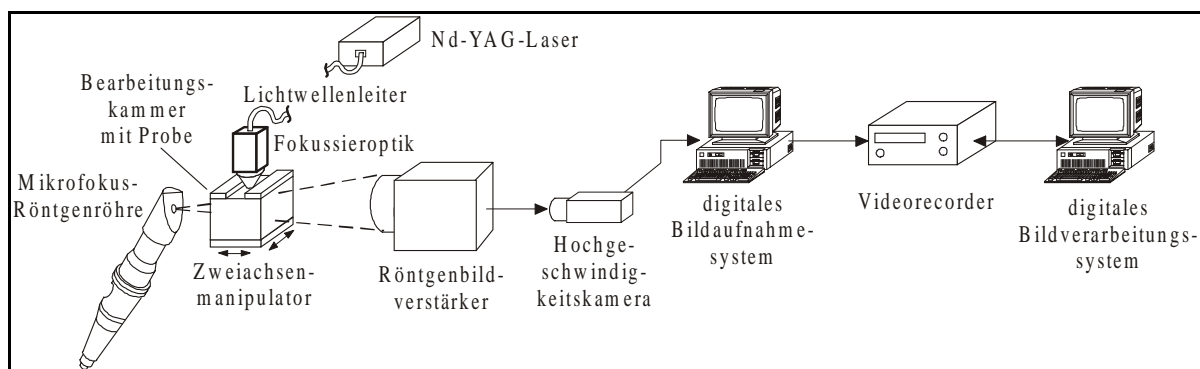 Nd-YAG-Laser
Bearbeitungs-
kammer
mit Probe
Lichtwellenleiter
Fokussieroptik
Mikrofokus-
Röntgenröhre
Zweiachsen-
manipulator
Röntgenbild-
verstärker
Hochge-
schwindig-
keitskamera
digitales
Bildaufnahme-
system
Videorecorder
digitales
Bildverarbeitungs-
system